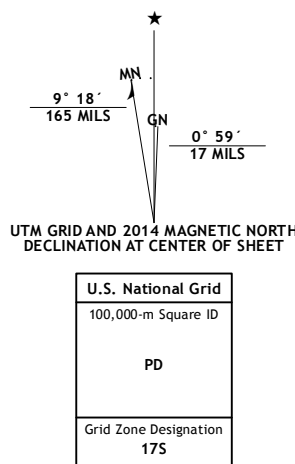 ★
MN
9° 18´
165 MILS
GN
0° 59´
17 MILS
UTM GRID AND 2014 MAGNETIC NORTH
DECLINATION AT CENTER OF SHEET
U.S. National Grid
100,000-m Square ID
PD
Grid Zone Designation
17S